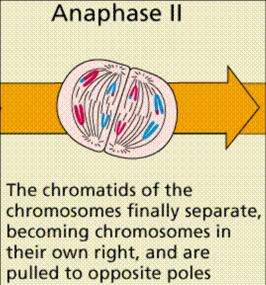 Anaphase II
The chromatids of the
chromosomes finally separate,
becoming chromosomes in
their own right, and are
pulled to opposite poles